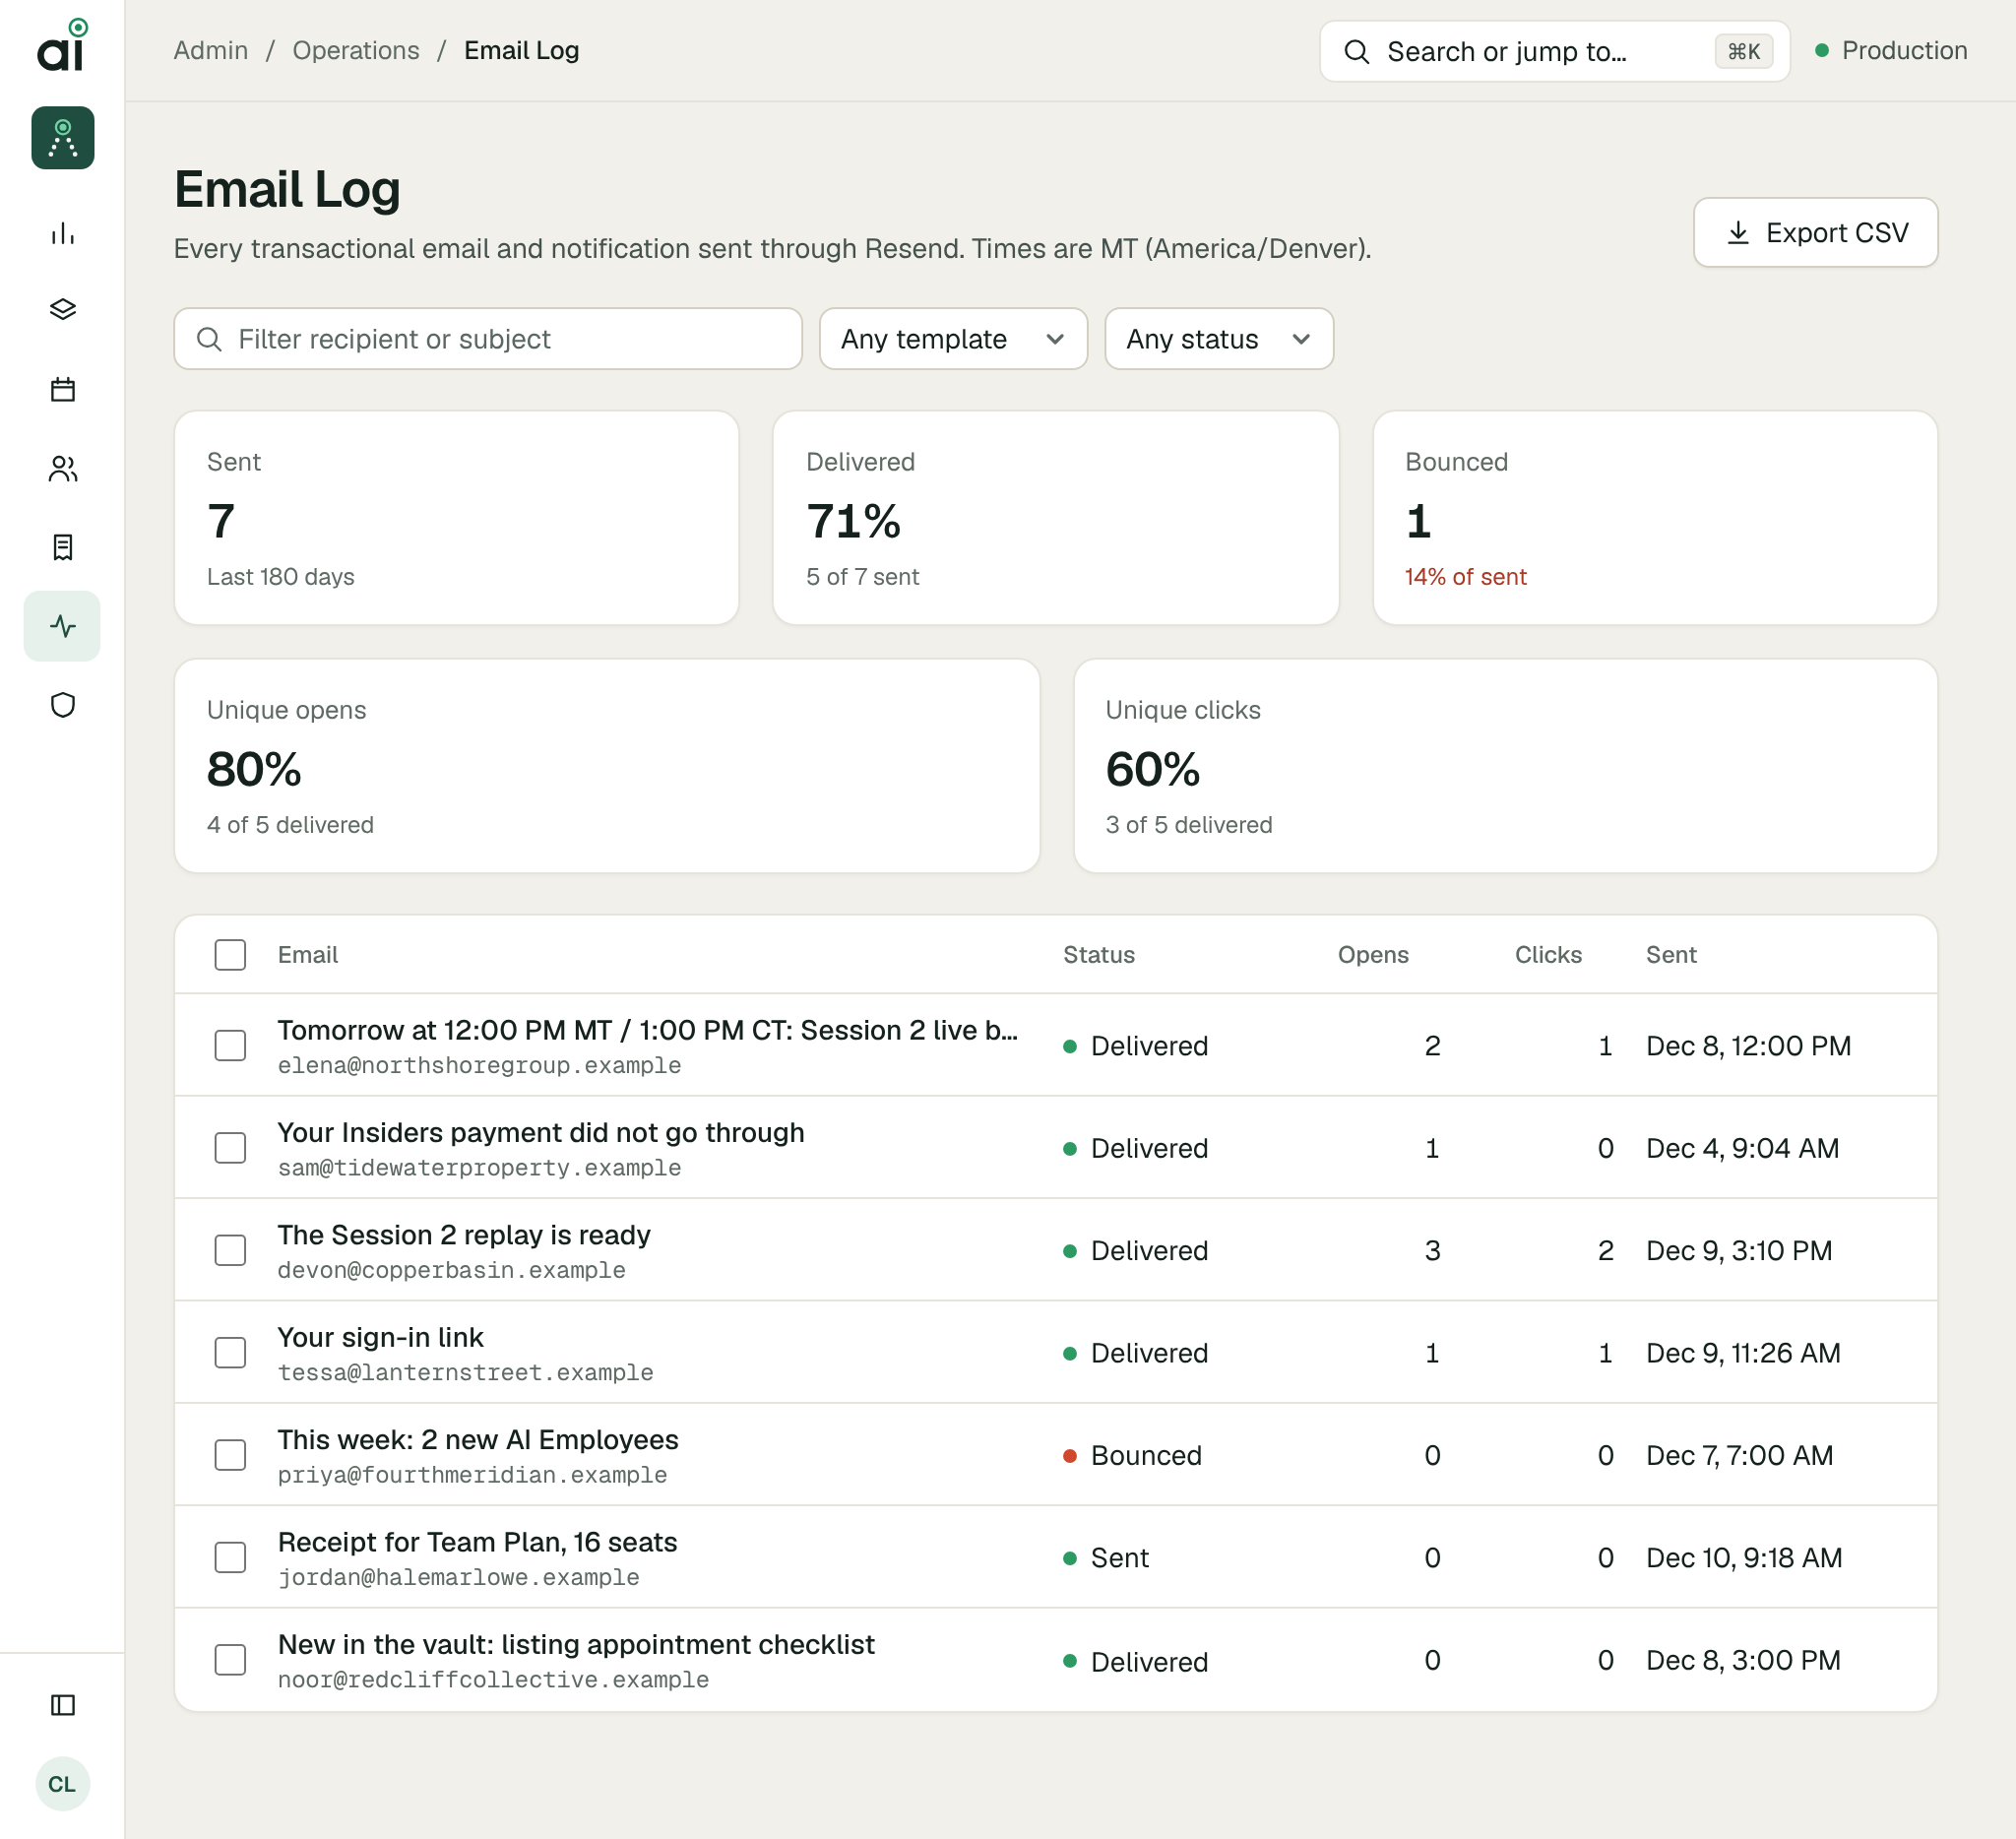 ai
Admin / Operations / Email Log
Search or jump to...
⌘K
Production
Email Log
Every transactional email and notification sent through Resend. Times are MT (America/Denver).
Export CSV
Filter recipient or subject
Any template
Any status
Sent
7
Last 180 days
Delivered
71%
5 of 7 sent
Bounced
1
14% of sent
Unique opens
80%
4 of 5 delivered
Unique clicks
60%
3 of 5 delivered
Email Status Opens Clicks Sent
Tomorrow at 12:00 PM MT / 1:00 PM CT: Session 2 live b...
elena@northshoregroup.example
Delivered 2 1 Dec 8, 12:00 PM
Your Insiders payment did not go through
sam@tidewaterproperty.example
Delivered 1 0 Dec 4, 9:04 AM
The Session 2 replay is ready
devon@copperbasin.example
Delivered 3 2 Dec 9, 3:10 PM
Your sign-in link
tessa@lanternstreet.example
Delivered 1 1 Dec 9, 11:26 AM
This week: 2 new AI Employees
priya@fourthmeridian.example
Bounced 0 0 Dec 7, 7:00 AM
Receipt for Team Plan, 16 seats
jordan@halemarlowe.example
Sent 0 0 Dec 10, 9:18 AM
New in the vault: listing appointment checklist
noor@redcliffcollective.example
Delivered 0 0 Dec 8, 3:00 PM
CL